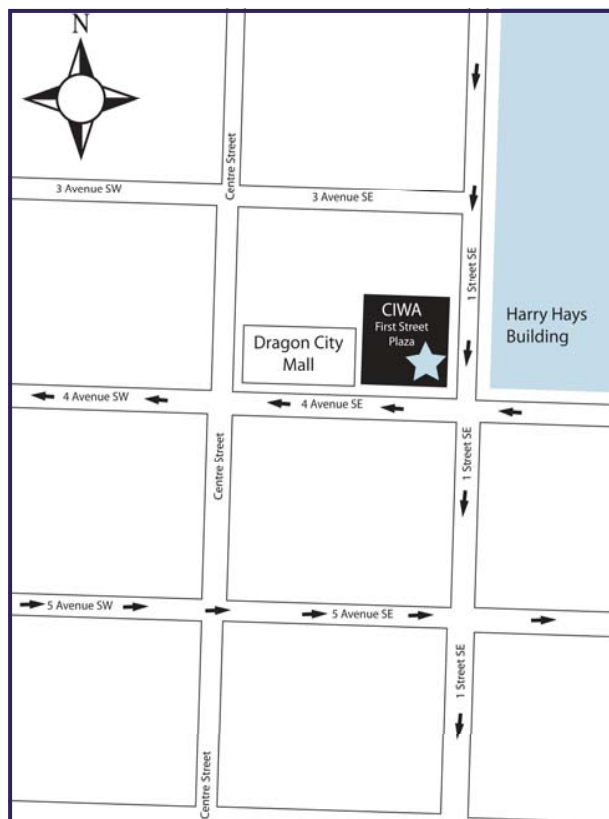 N
Centre Street
3 Avenue SW
3 Avenue SE
1 Street SE
CIWA
First Street
Plaza
Harry Hays
Building
Dragon City
Mall
4 Avenue SW
4 Avenue SE
Centre Street
1 Street SE
5 Avenue SW
5 Avenue SE
1 Street SE
Centre Street